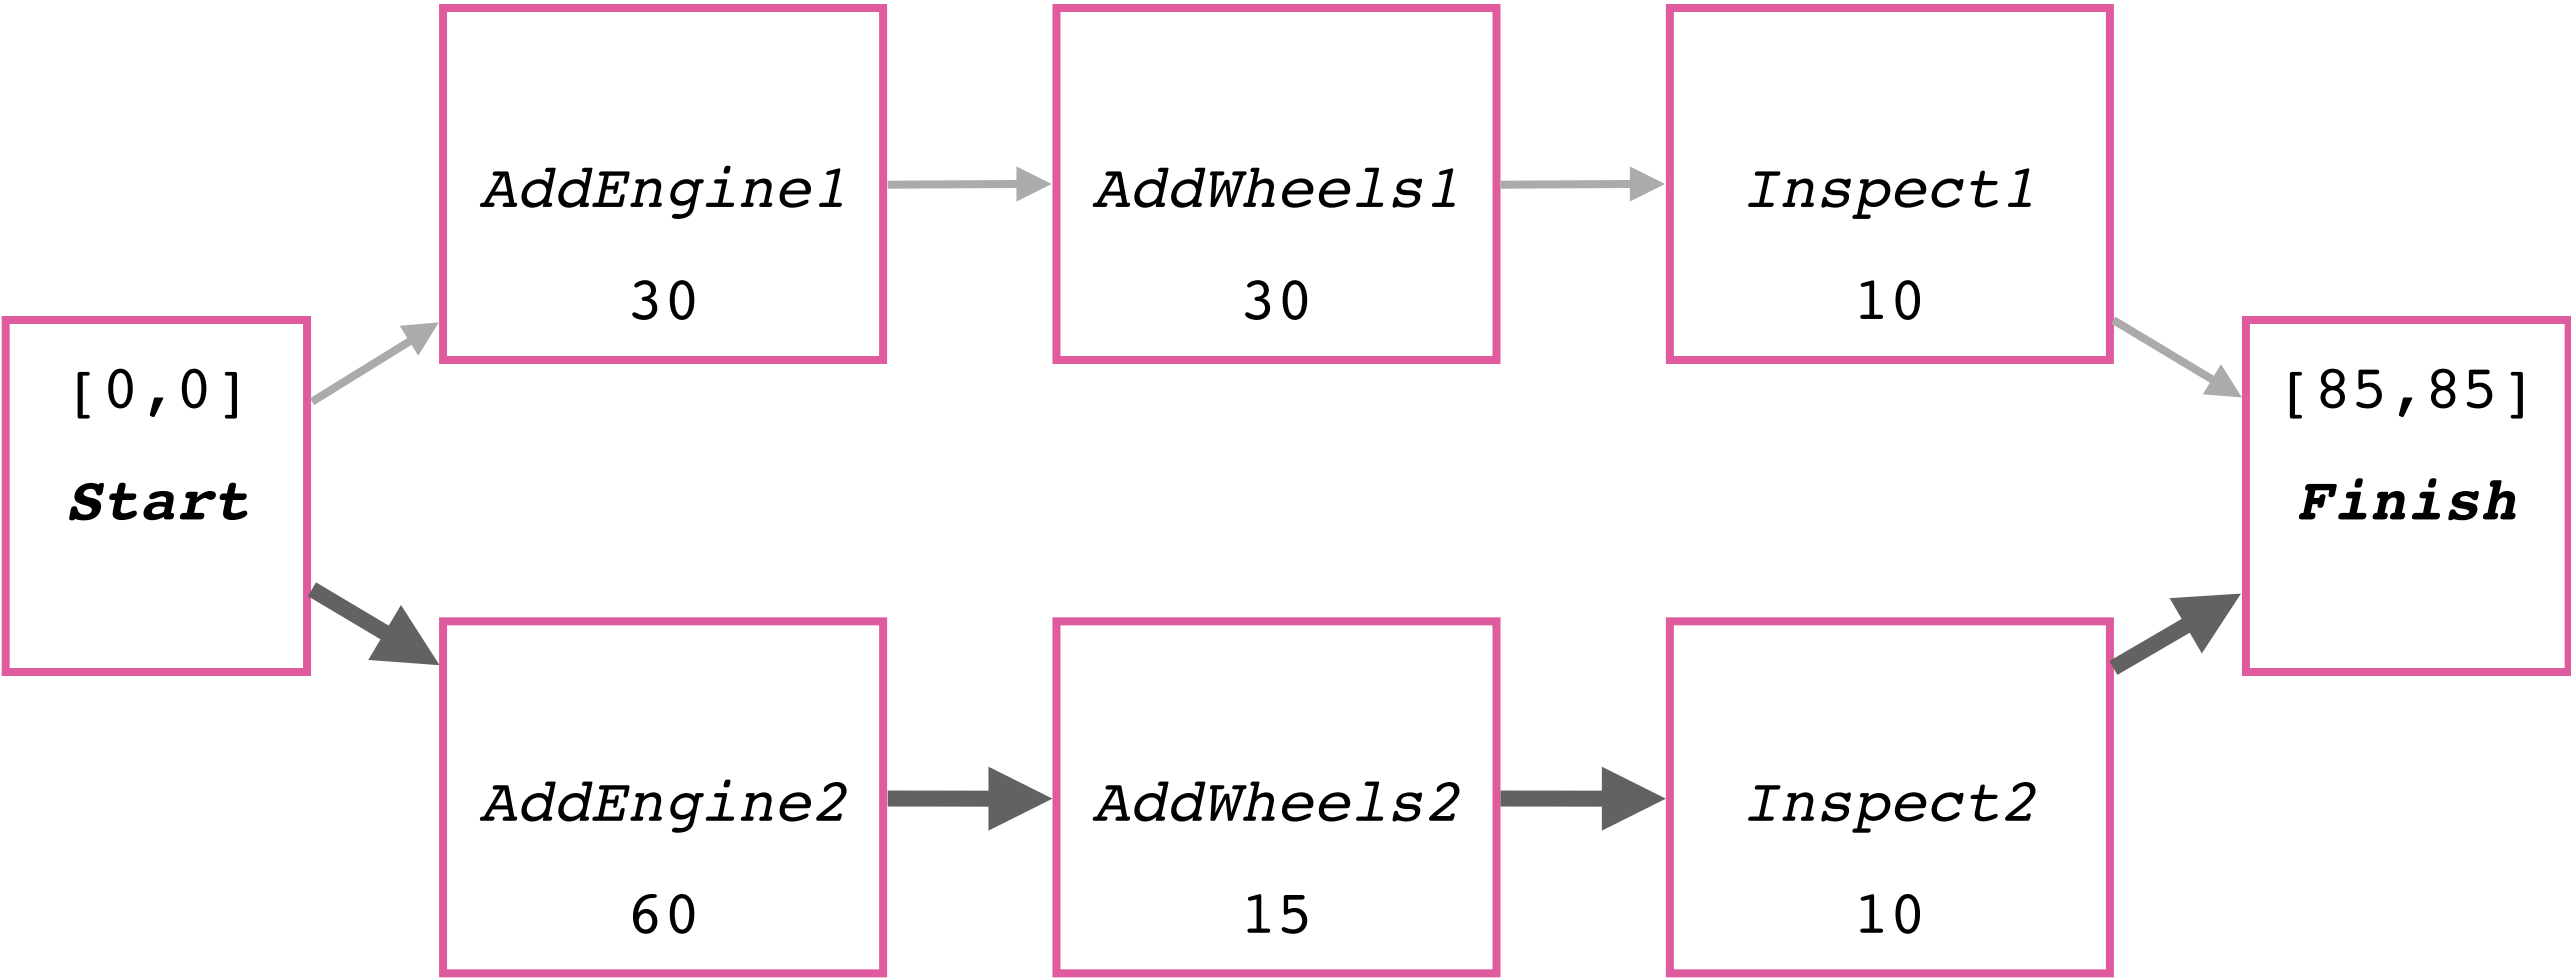 AddEngine1
30
AddWheels1
30
Inspect1
10
[0,0]
Start
[85,85]
Finish
AddEngine2
60
AddWheels2
15
Inspect2
10